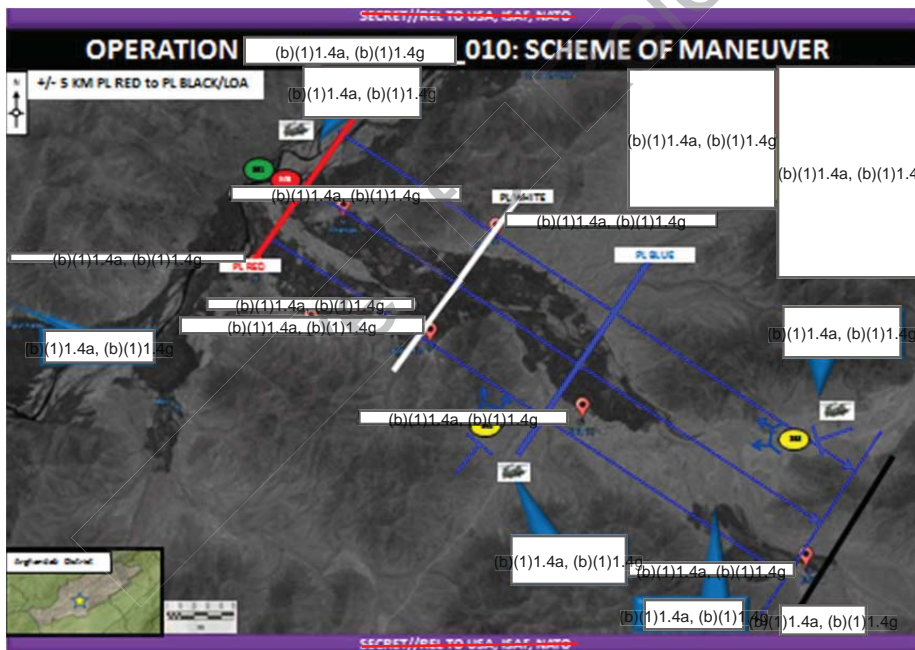 SECRET//REL TO USA, ISAF, NATO
OPERATION (b)(1)1.4a, (b)(1)1.4g _010: SCHEME OF MANEUVER
N
+/- 5 KM PL RED to PL BLACK/LOA
(b)(1)1.4a, (b)(1)1.4g
(b)(1)1.4a, (b)(1)1.4g
(b)(1)1.4a, (b)(1)1.4
(b)(1)1.4a, (b)(1)1.4g
PL WHITE
(b)(1)1.4a, (b)(1)1.4g
(b)(1)1.4a, (b)(1)1.4g
PL RED
PL BLUE
(b)(1)1.4a, (b)(1)1.4g
(b)(1)1.4a, (b)(1)1.4g
(b)(1)1.4a, (b)(1)1.4g
(b)(1)1.4a, (b)(1)1.4g
(b)(1)1.4a, (b)(1)1.4g
(b)(1)1.4a, (b)(1)1.4g
Arghandab District
(b)(1)1.4a, (b)(1)1.4g
(b)(1)1.4a, (b)(1)1.4g
(b)(1)1.4a, (b)(1)1.4g
SECRET//REL TO USA, ISAF, NATO